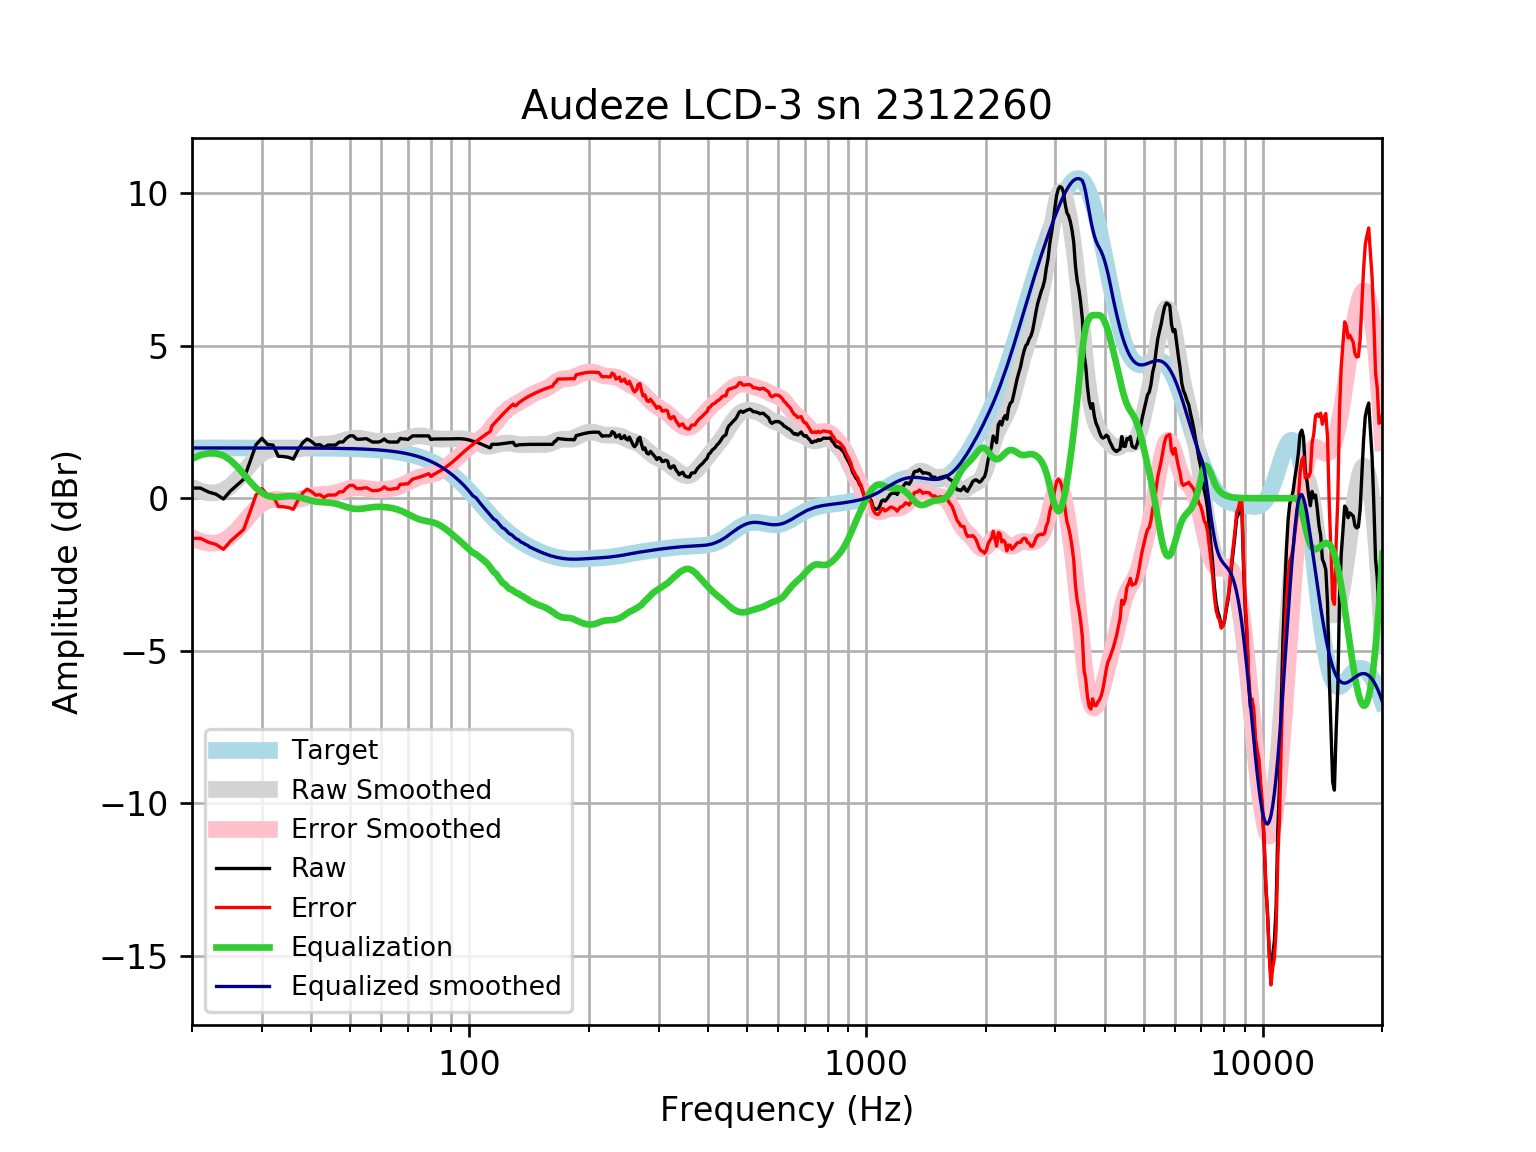 Audeze LCD-3 sn 2312260
10
5
0
−5
−10
−15
Amplitude (dBr)
Target
Raw Smoothed
Error Smoothed
Raw
Error
Equalization
Equalized smoothed
100
1000
10000
Frequency (Hz)